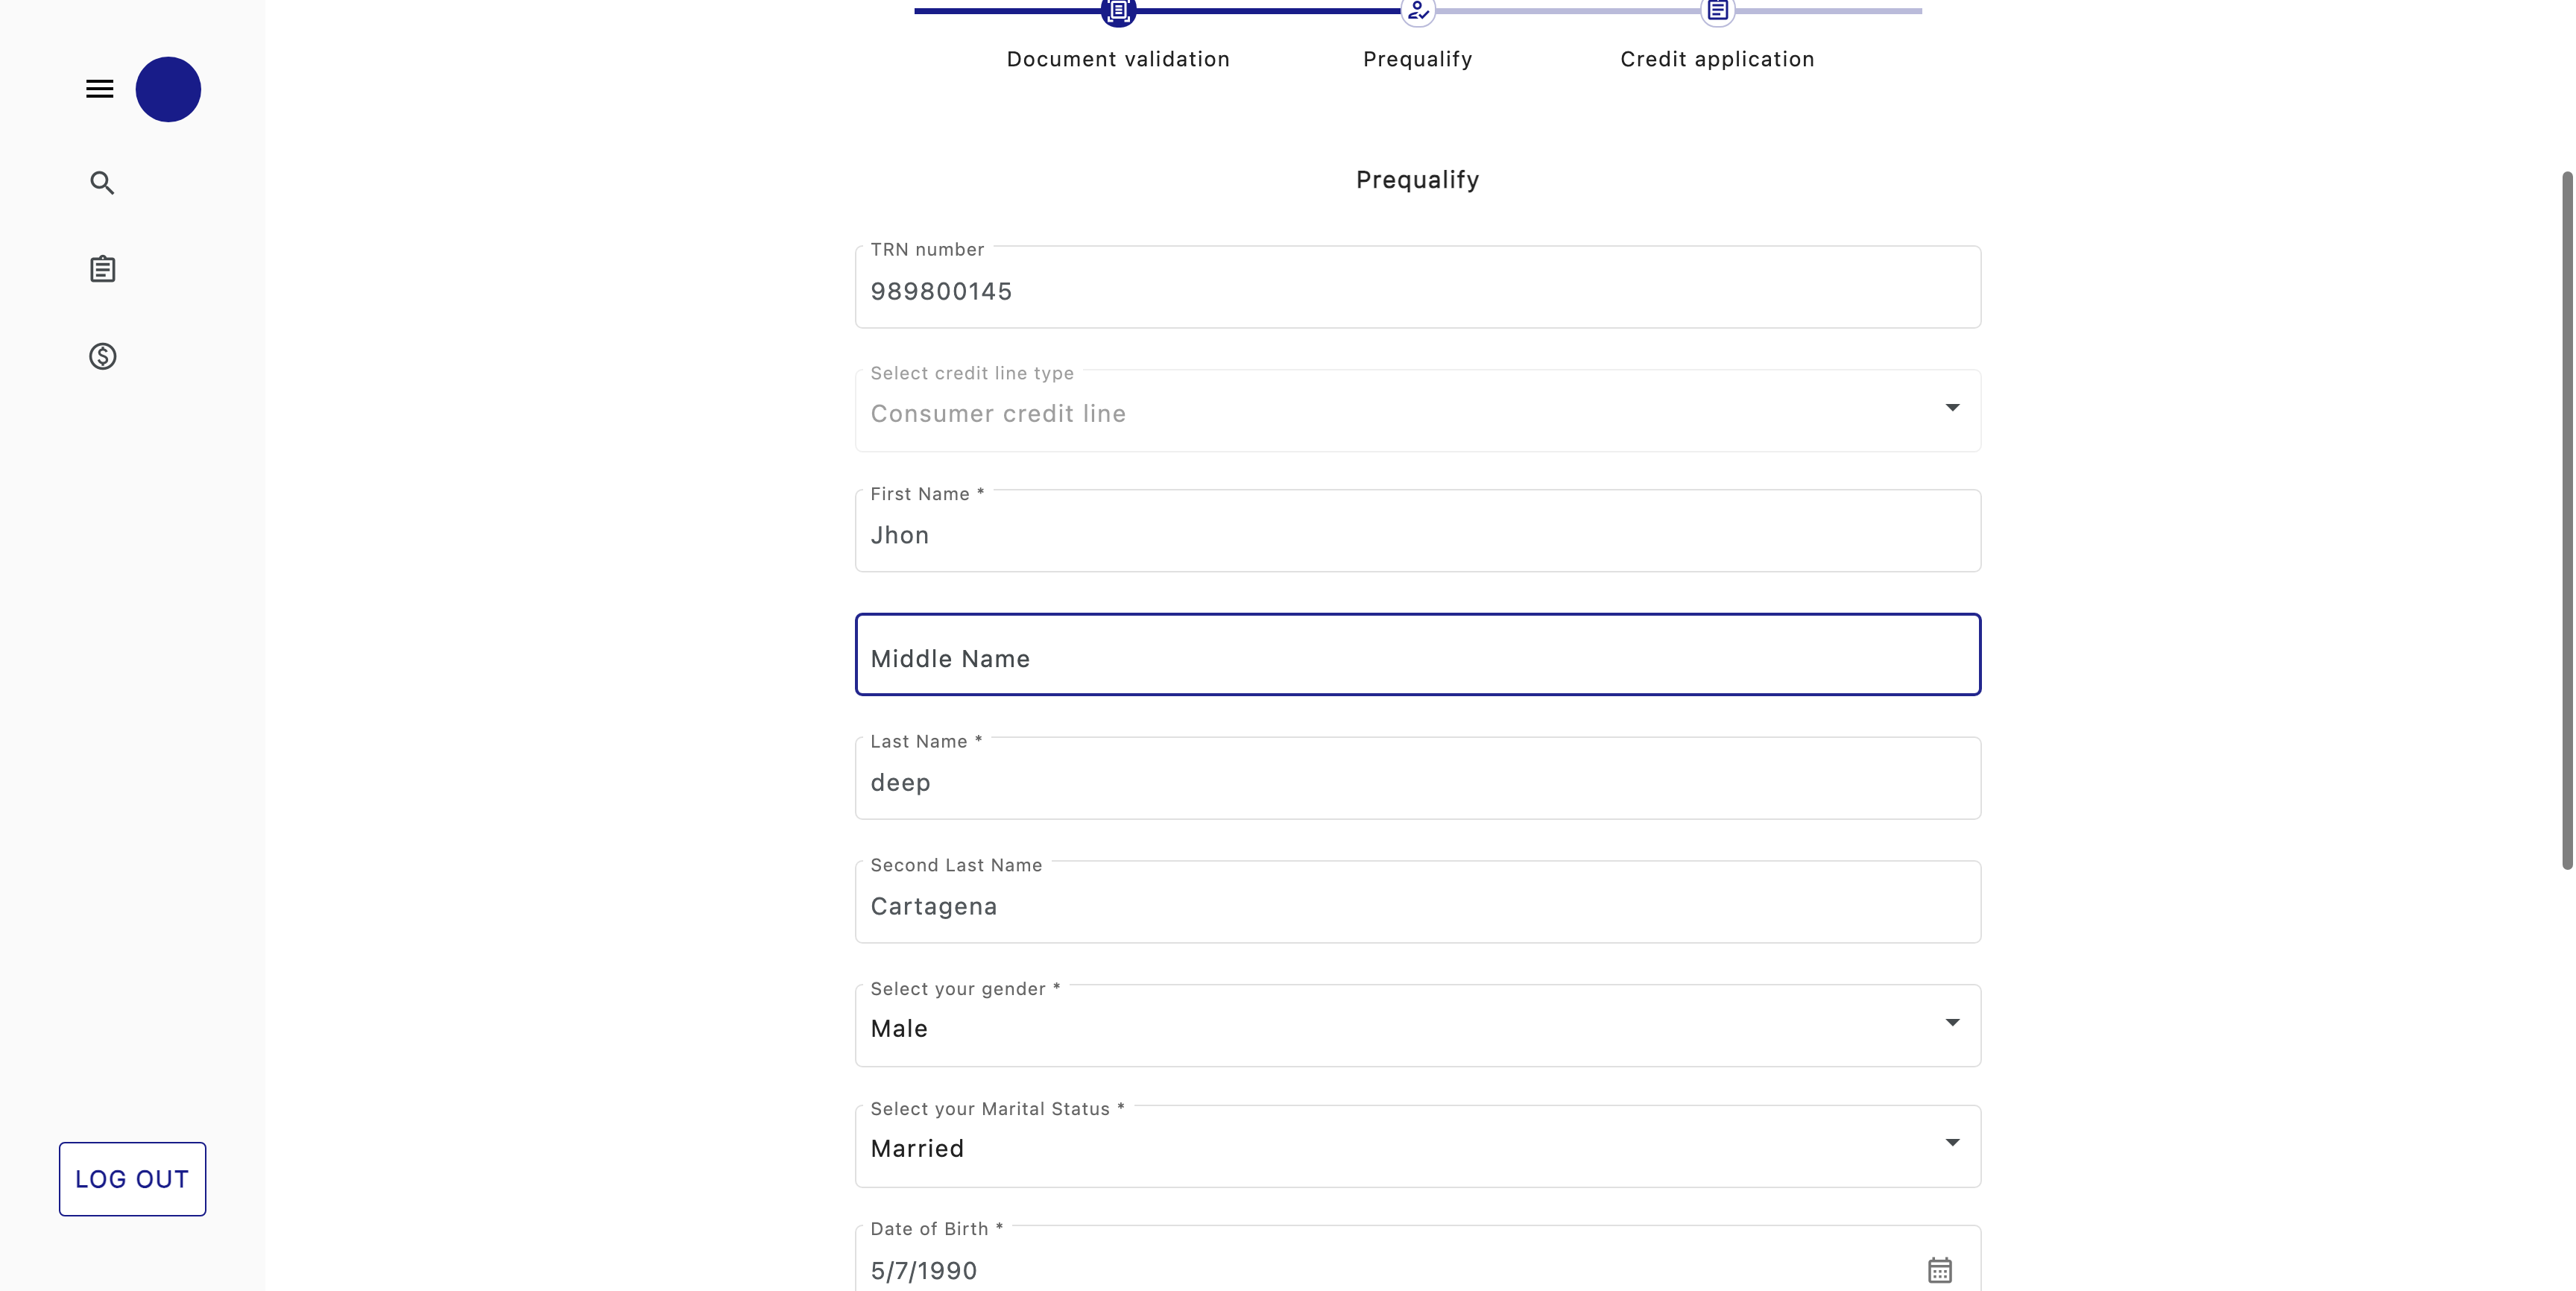 Document validation
Prequalify
Credit application
Prequalify
TRN number
989800145
Select credit line type
Consumer credit line
First Name *
Jhon
Middle Name
Last Name *
deep
Second Last Name
Cartagena
Select your gender *
Male
Select your Marital Status *
Married
Date of Birth *
5/7/1990
LOG OUT